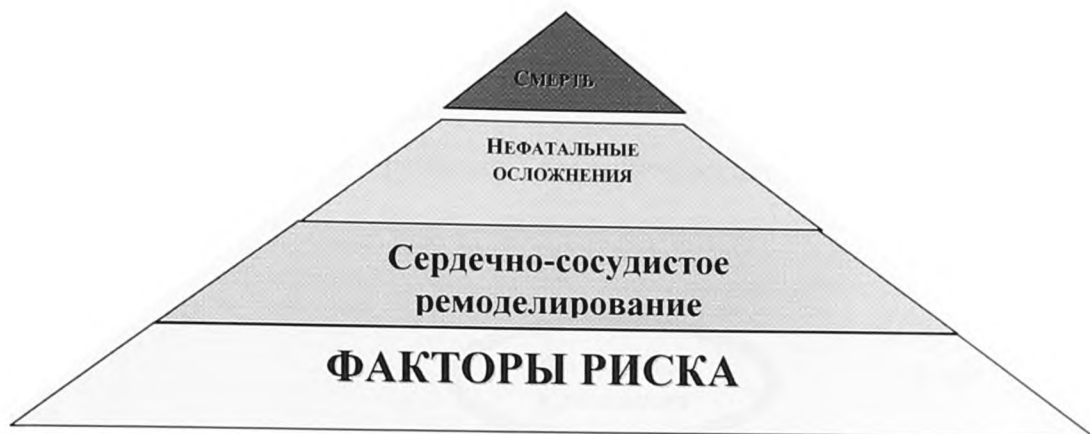 СМЕРТЬ
НЕФАТАЛЬНЫЕ
ОСЛОЖНЕНИЯ
Сердечно-сосудистое
ремоделирование
ФАКТОРЫ РИСКА